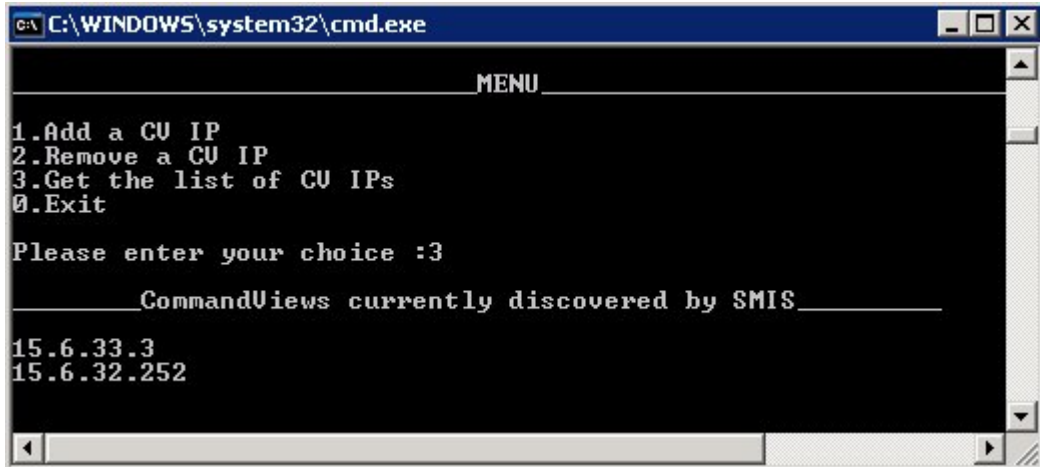 C:\WINDOWS\system32\cmd.exe
MENU
1.Add a CV IP
2.Remove a CV IP
3.Get the list of CV IPs
0.Exit
Please enter your choice :3
CommandViews currently discovered by SMIS
15.6.33.3
15.6.32.252